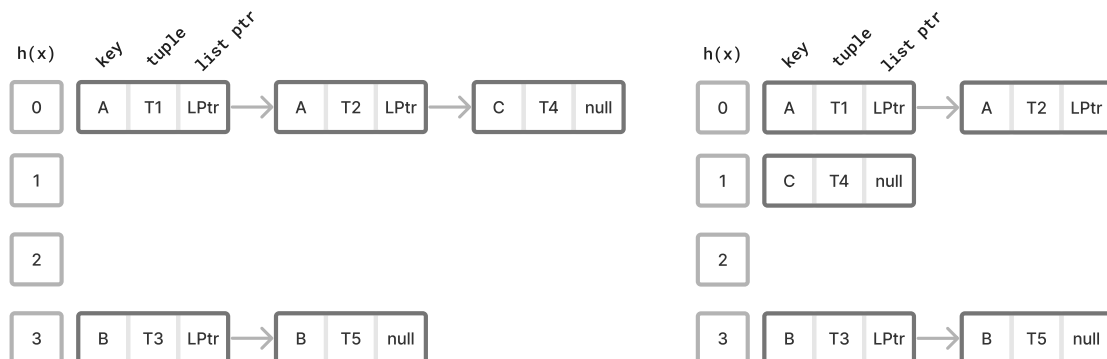 h(x) key tuple list ptr
0 A T1 LPtr A T2 LPtr C T4 null
1
2
3 B T3 LPtr B T5 null
h(x) key tuple list ptr
0 A T1 LPtr A T2 LPtr
1 C T4 null
2
3 B T3 LPtr B T5 null